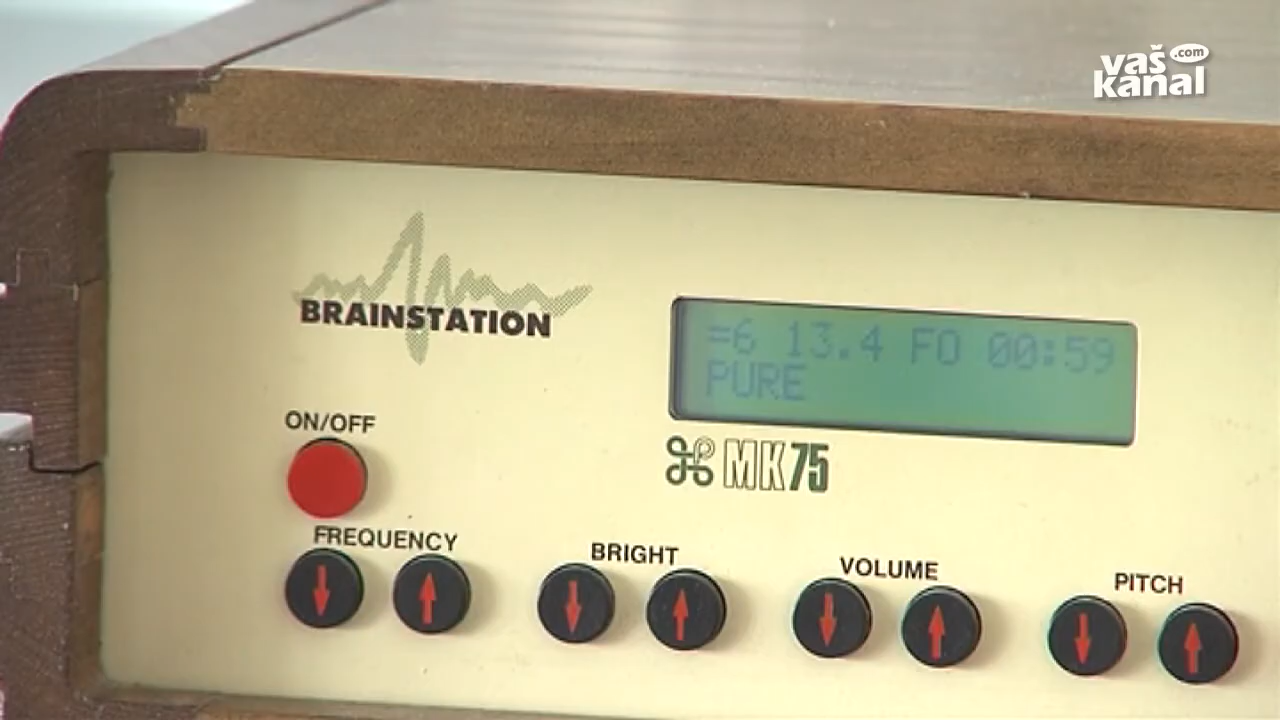 vaš .com
kanal
BRAINSTATION
=6 13.4 FO 00:59
PURE
MK75
ON/OFF
FREQUENCY
BRIGHT
VOLUME
PITCH